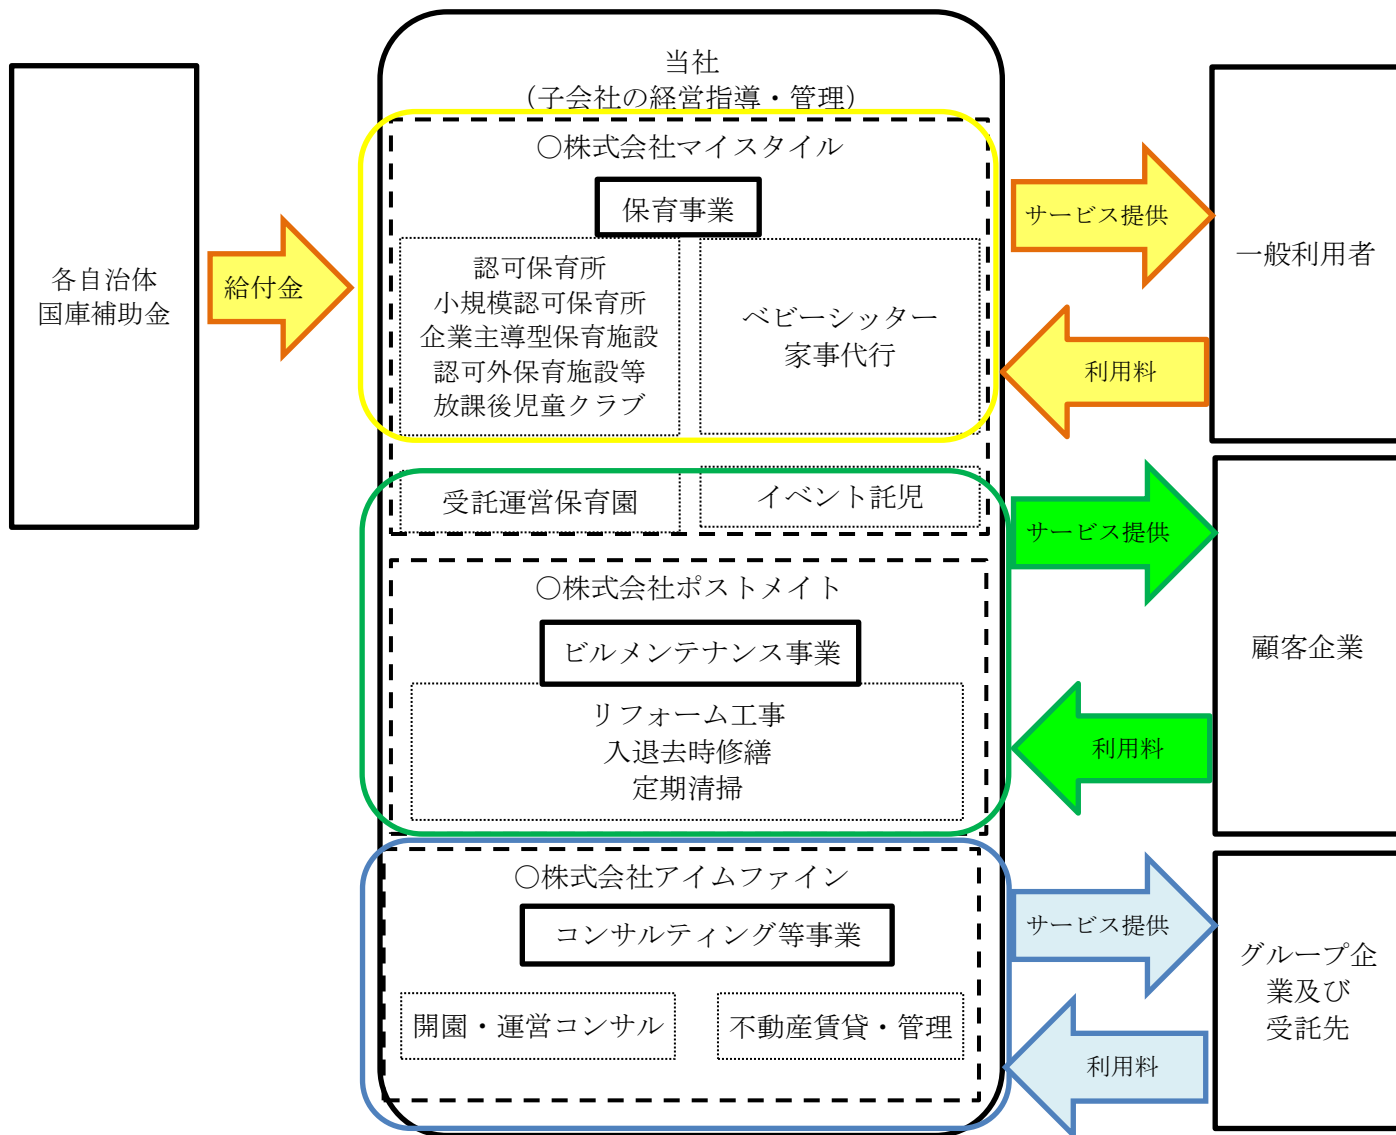 当社
（子会社の経営指導・管理）
各自治体
国庫補助金
給付金
〇株式会社マイスタイル
保育事業
認可保育所
小規模認可保育所
企業主導型保育施設
認可外保育施設等
放課後児童クラブ
ベビーシッター
家事代行
サービス提供
利用料
一般利用者
受託運営保育園
イベント託児
〇株式会社ポストメイト
ビルメンテナンス事業
リフォーム工事
入退去時修繕
定期清掃
サービス提供
利用料
顧客企業
〇株式会社アイムファイン
コンサルティング等事業
開園・運営コンサル
不動産賃貸・管理
サービス提供
利用料
グループ企
業及び
受託先